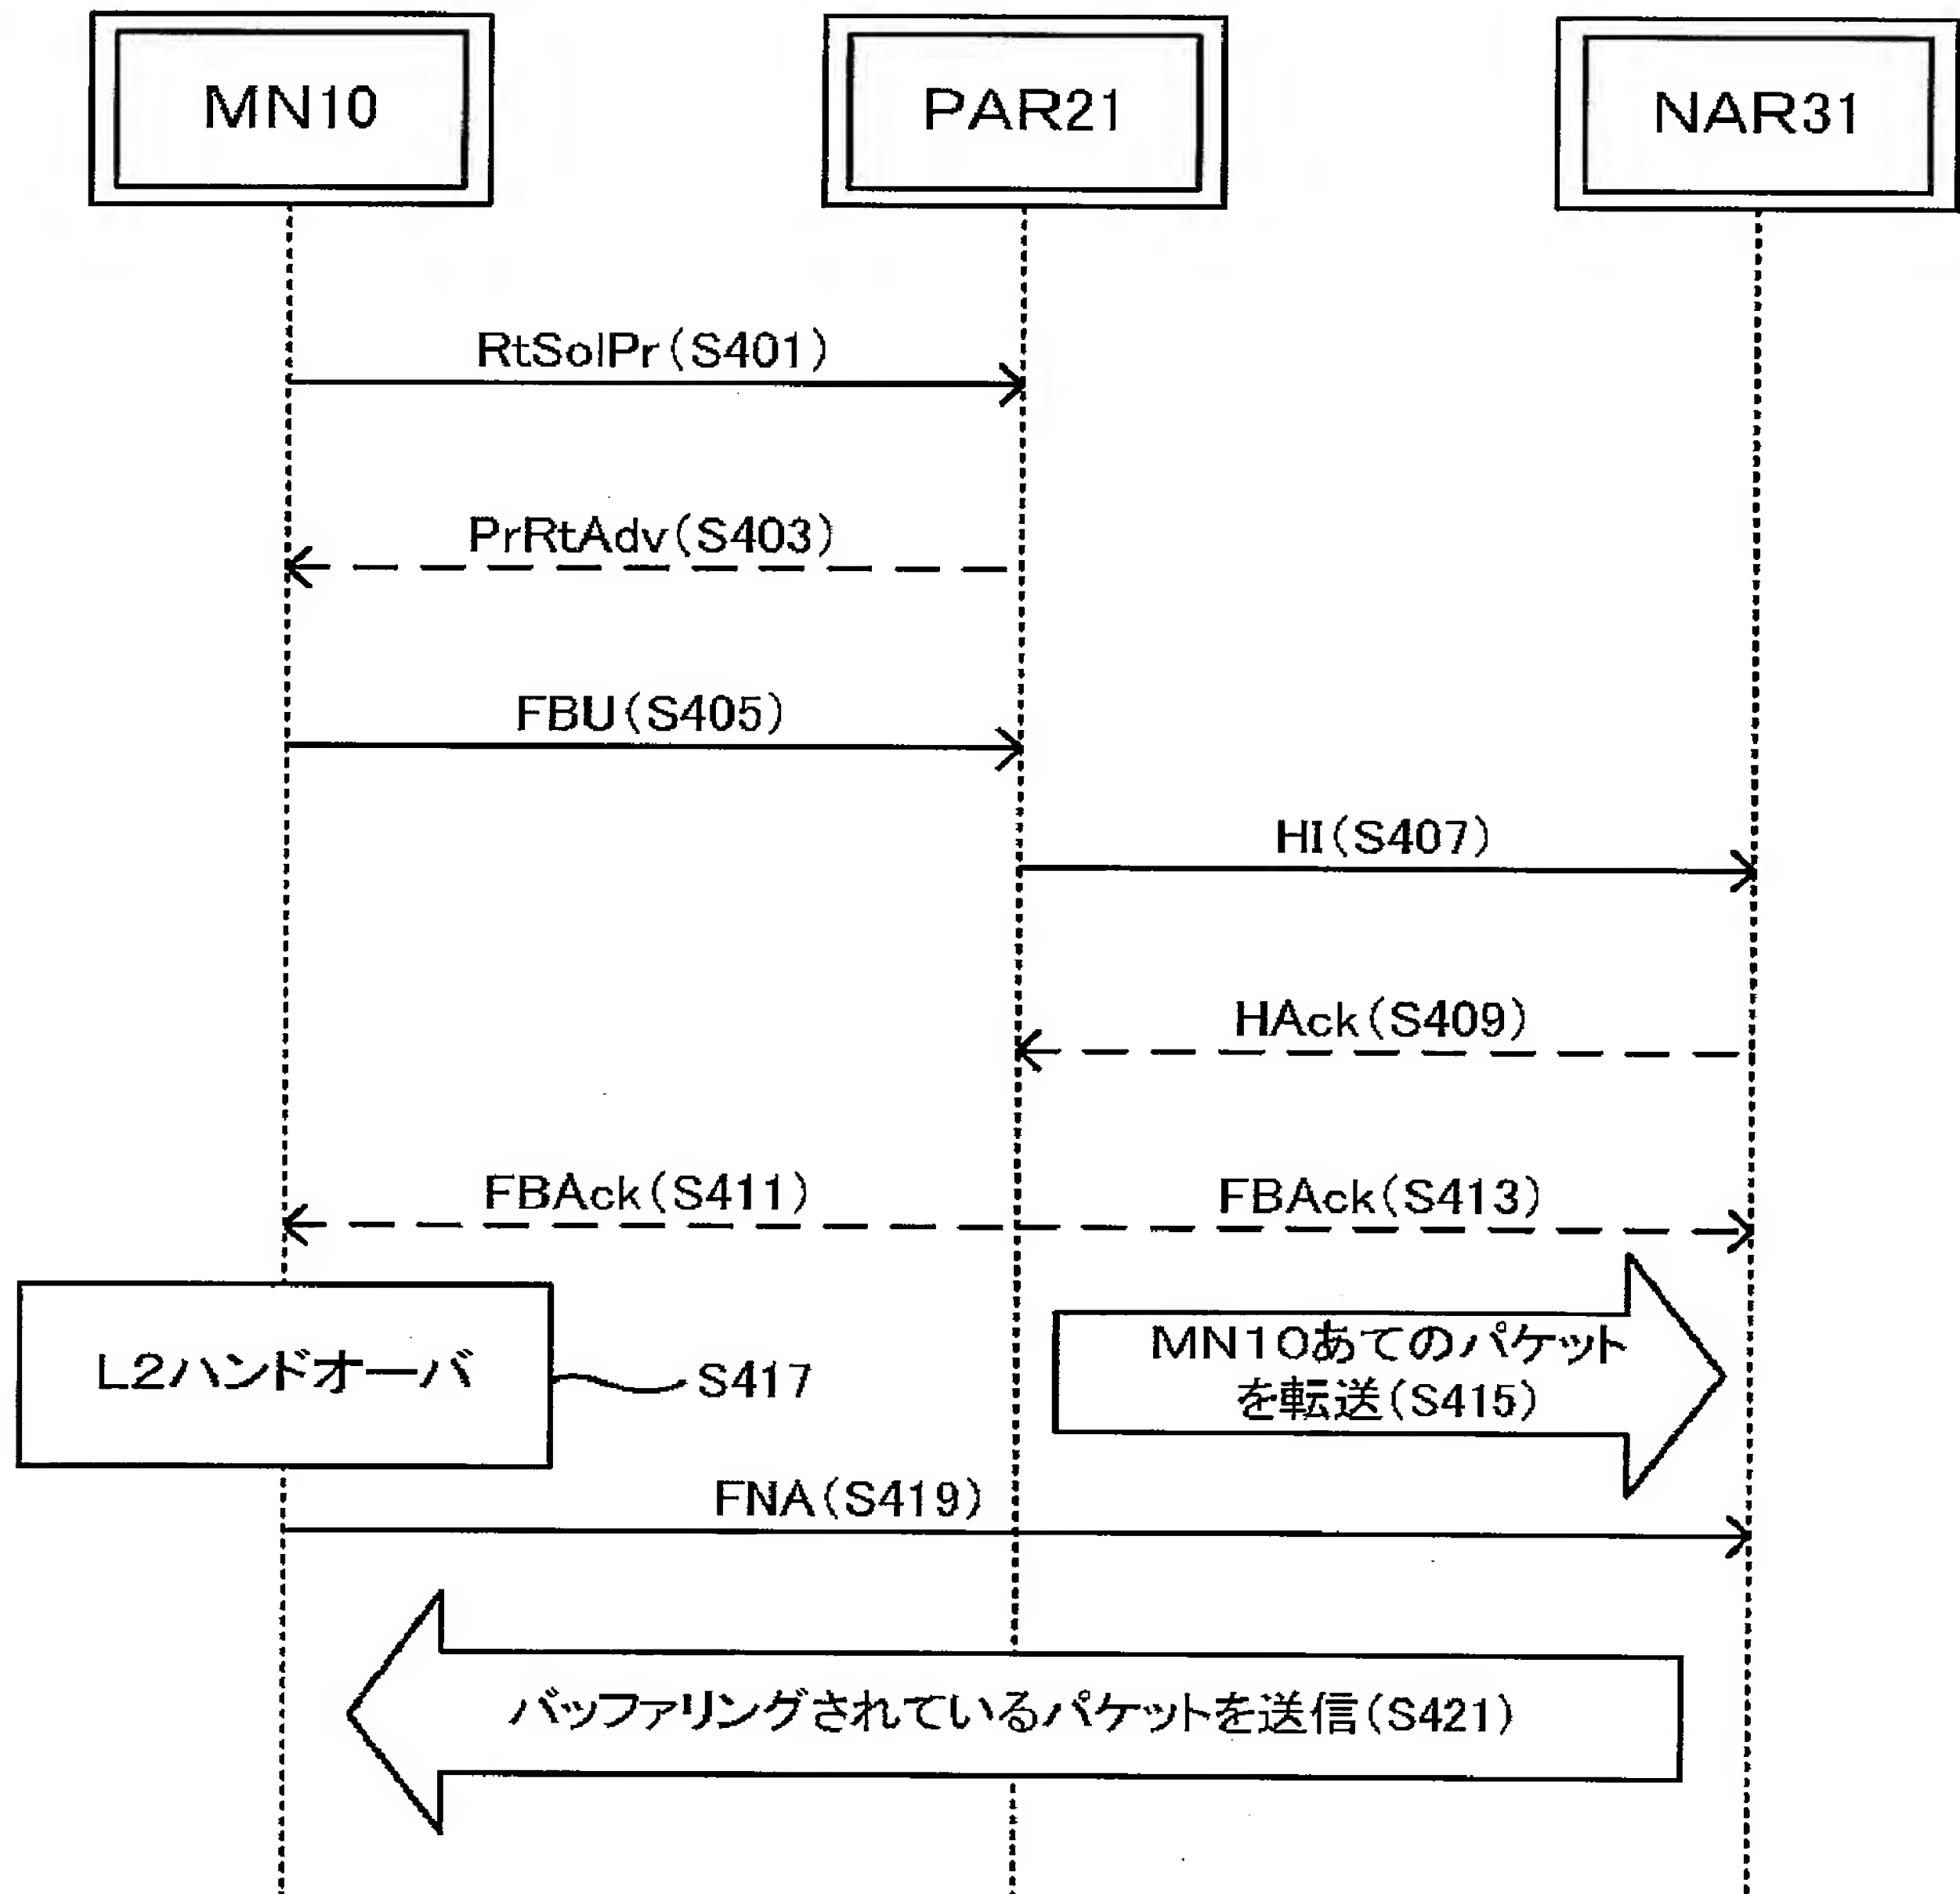 MN10
PAR21
NAR31
RtSolPr(S401)
PrRtAdv(S403)
FBU(S405)
HI(S407)
HAck(S409)
FBAck(S411)
FBAck(S413)
L2ハンドオーバ
S417
MN10あてのパケット
を転送(S415)
FNA(S419)
バッファリングされているパケットを送信(S421)